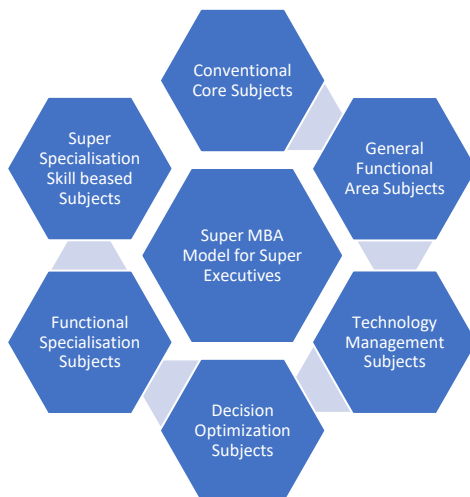 Conventional
Core Subjects
General
Functional
Area Subjects
Technology
Management
Subjects
Decision
Optimization
Subjects
Functional
Specialisation
Subjects
Super
Specialisation
Skill beased
Subjects
Super MBA
Model for Super
Executives